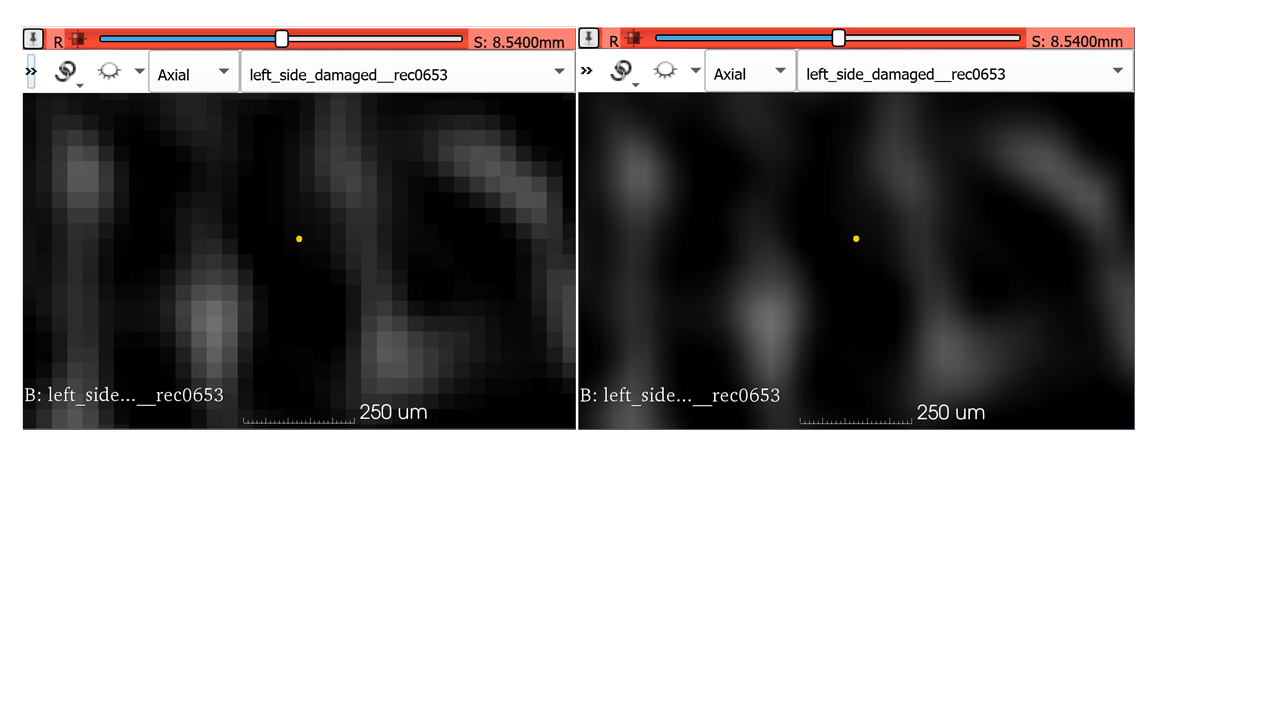 R S: 8.5400mm
» Axial left_side_damaged__rec0653
B: left_side...__rec0653
250 um
R S: 8.5400mm
» Axial left_side_damaged__rec0653
B: left_side...__rec0653
250 um